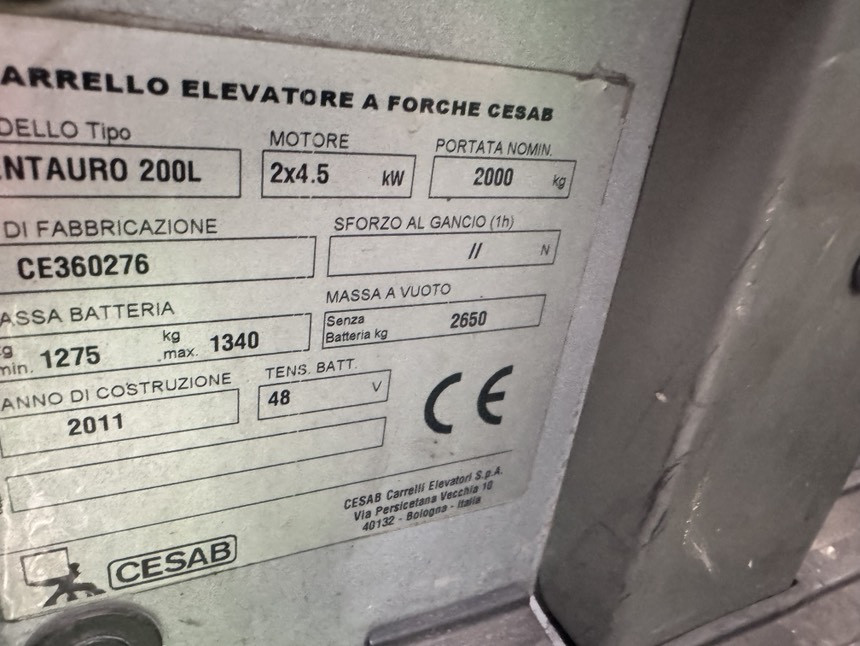 ARRELLO ELEVATORE A FORCHE CESAB
DELLO Tipo MOTORE PORTATA NOMIN.
NTAURO 200L 2x4.5 kW 2000 kg
DI FABBRICAZIONE SFORZO AL GANCIO (1h)
CE360276 // N
ASSA BATTERIA MASSA A VUOTO
kg min. 1275 kg max. 1340 Senza Batteria kg 2650
ANNO DI COSTRUZIONE TENS. BATT.
2011 48 V
CE
CESAB Carrelli Elevatori S.p.A.
Via Persicetana Vecchia 10
40132 - Bologna - Italia
CESAB